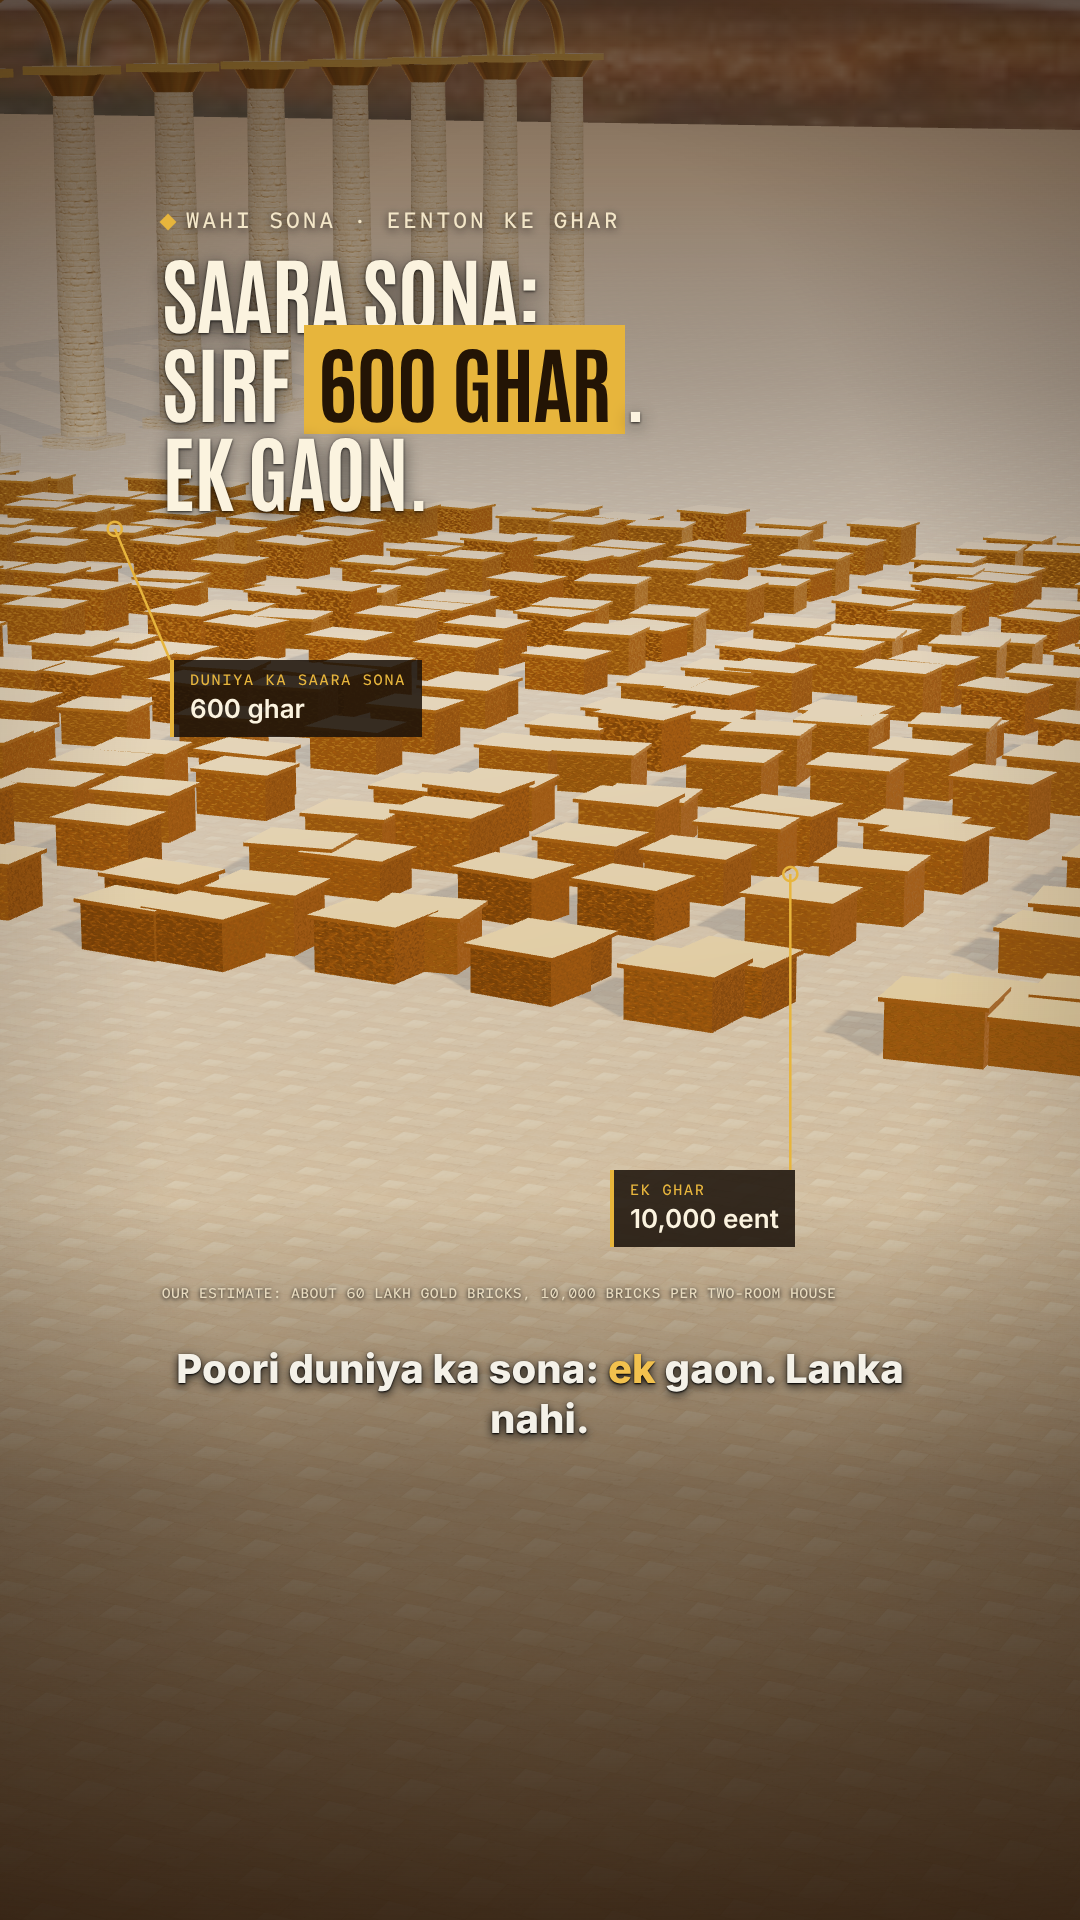 WAHI SONA · EENTON KE GHAR
SAARA SONA:
SIRF 600 GHAR.
EK GAON.
DUNIYA KA SAARA SONA
600 ghar
EK GHAR
10,000 eent
OUR ESTIMATE: ABOUT 60 LAKH GOLD BRICKS, 10,000 BRICKS PER TWO-ROOM HOUSE
Poori duniya ka sona: ek gaon. Lanka
nahi.